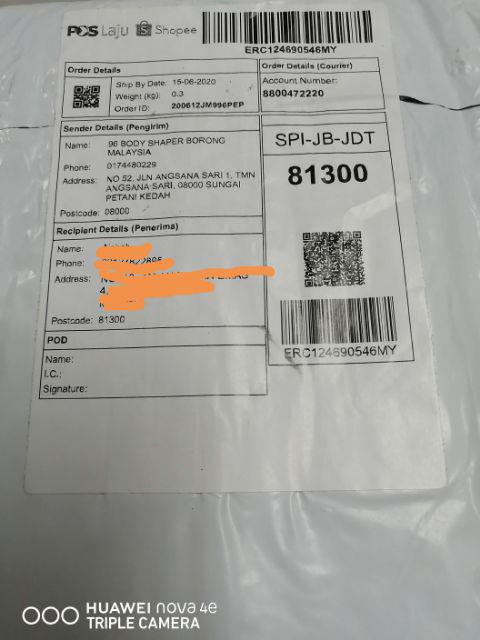 POS Laju Shopee
ERC124690546MY
Order Details
Ship By Date: 15-06-2020
Weight (kg): 0.3
Order ID: 200612JM996PEP
Order Details (Courier)
Account Number:
8800472220
Sender Details (Pengirim)
Name: 96 BODY SHAPER BORONG
MALAYSIA
Phone: 0174480229
Address: NO 52, JLN ANGSANA SARI 1, TMN
ANGSANA SARI, 08000 SUNGAI
PETANI KEDAH
Postcode: 08000
SPI-JB-JDT
81300
ERC124690546MY
Recipient Details (Penerima)
Name:
Phone:
Address:
4,
Postcode: 81300
POD
Name:
I.C.:
Signature:
HUAWEI nova 4e
TRIPLE CAMERA